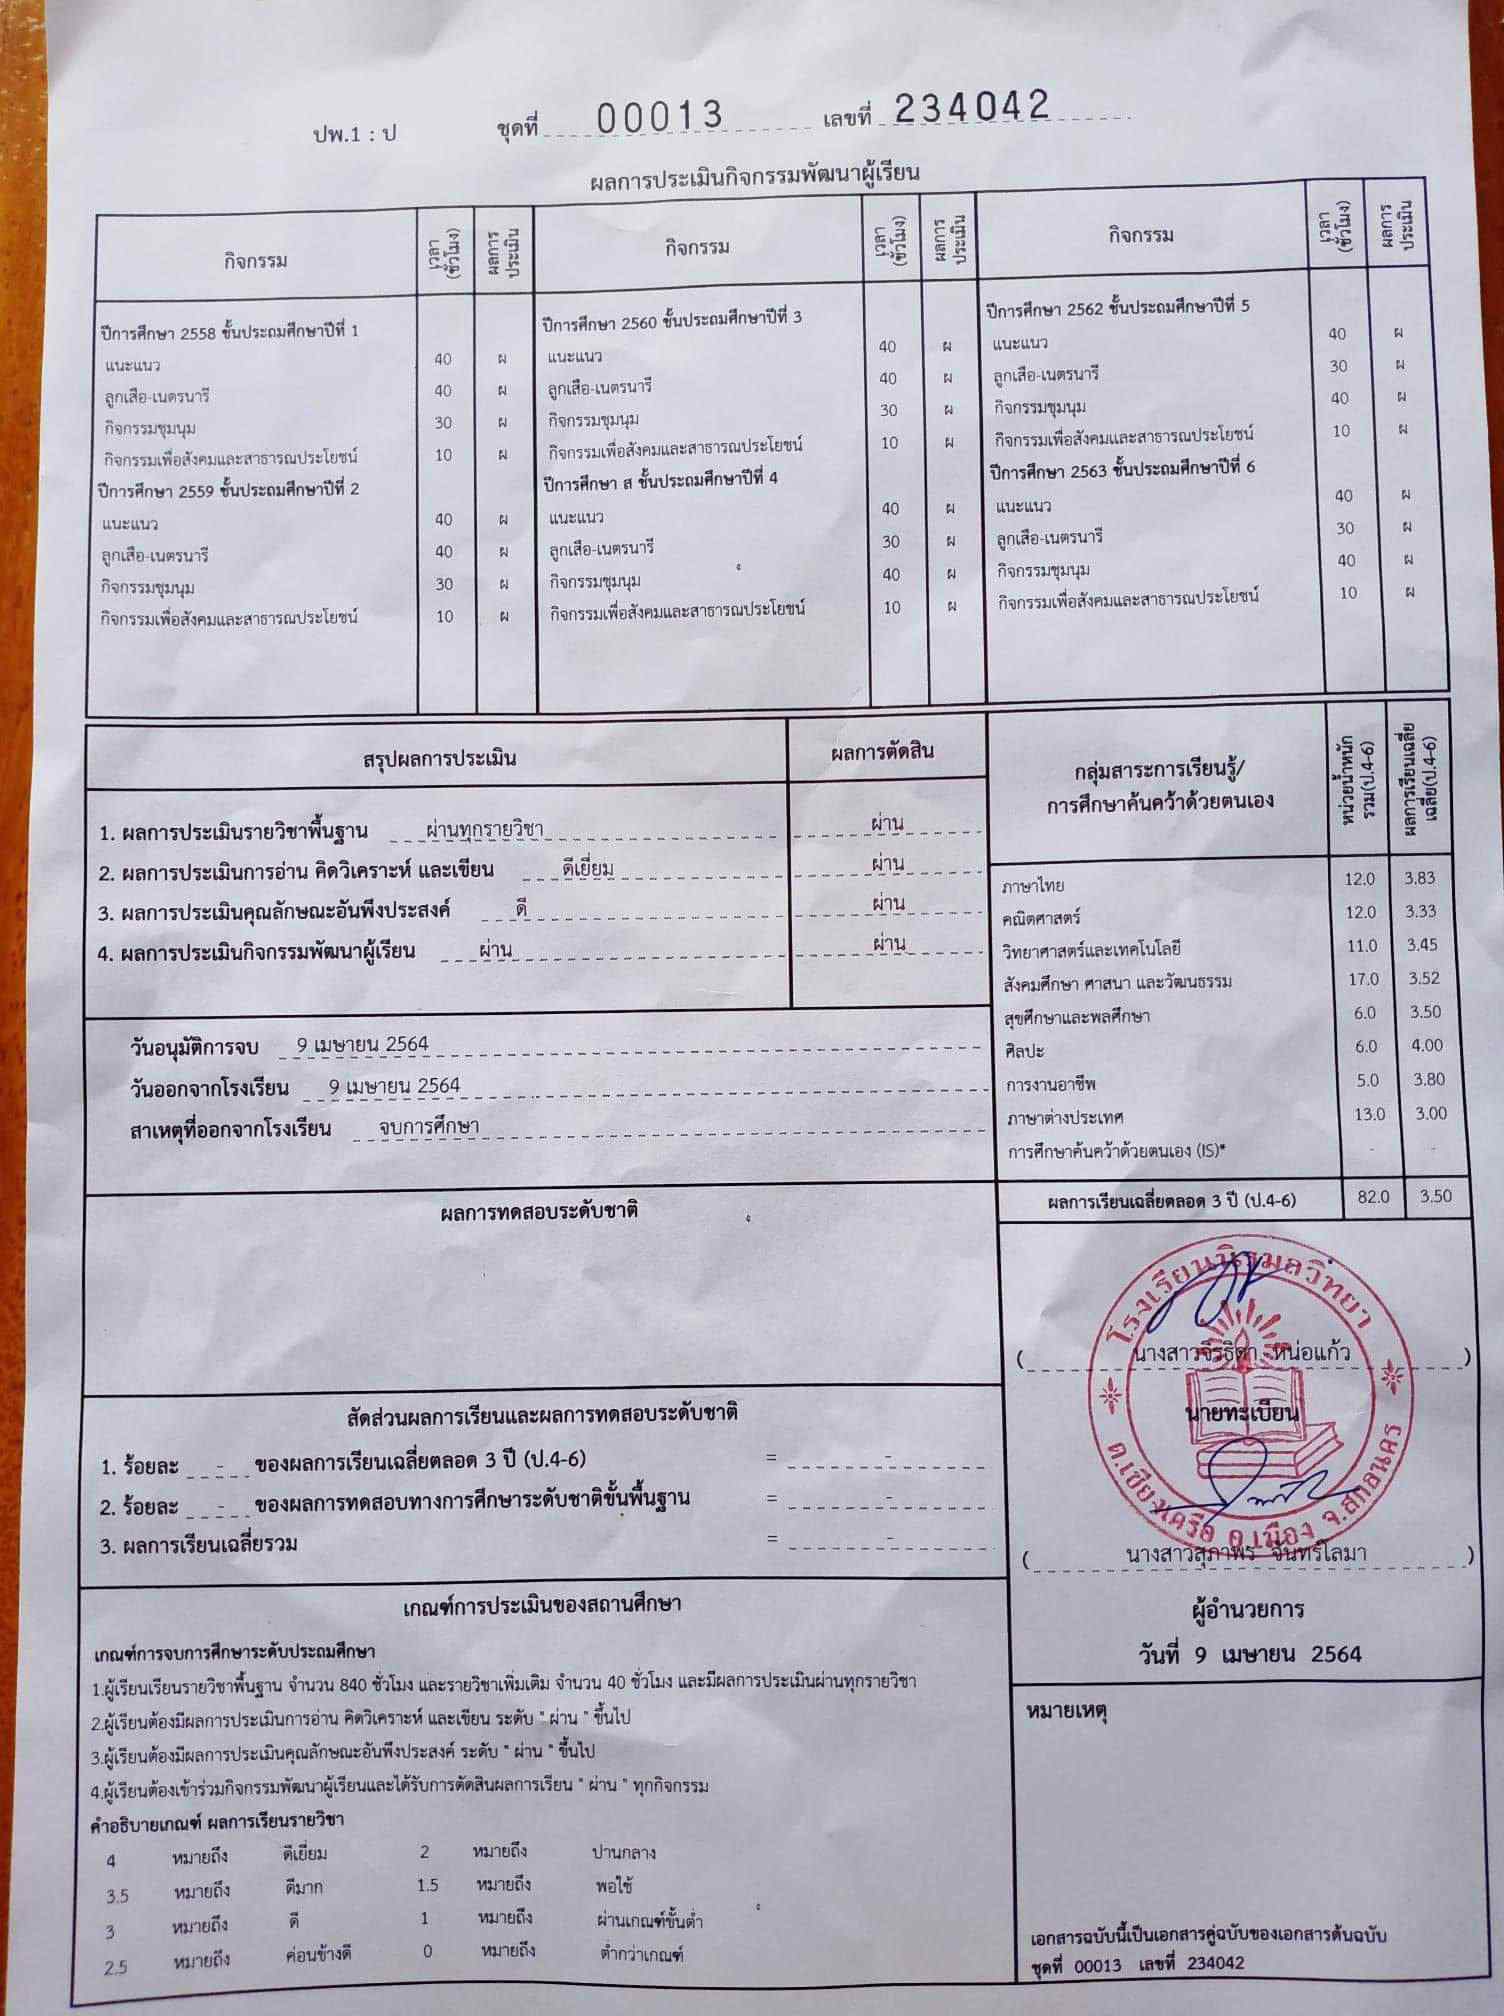 ปพ.1 : ป ชุดที่ 00013 เลขที่ 234042
ผลการประเมินกิจกรรมพัฒนาผู้เรียน
กิจกรรม เวลา (ชั่วโมง) ผลการประเมิน กิจกรรม เวลา (ชั่วโมง) ผลการประเมิน กิจกรรม เวลา (ชั่วโมง) ผลการประเมิน
ปีการศึกษา 2558 ชั้นประถมศึกษาปีที่ 1
แนะแนว 40 ผ
ลูกเสือ-เนตรนารี 40 ผ
กิจกรรมชุมนุม 30 ผ
กิจกรรมเพื่อสังคมและสาธารณประโยชน์ 10 ผ
ปีการศึกษา 2559 ชั้นประถมศึกษาปีที่ 2
แนะแนว 40 ผ
ลูกเสือ-เนตรนารี 40 ผ
กิจกรรมชุมนุม 30 ผ
กิจกรรมเพื่อสังคมและสาธารณประโยชน์ 10 ผ
ปีการศึกษา 2560 ชั้นประถมศึกษาปีที่ 3
แนะแนว 40 ผ
ลูกเสือ-เนตรนารี 40 ผ
กิจกรรมชุมนุม 30 ผ
กิจกรรมเพื่อสังคมและสาธารณประโยชน์ 10 ผ
ปีการศึกษา ส ชั้นประถมศึกษาปีที่ 4
แนะแนว 40 ผ
ลูกเสือ-เนตรนารี 30 ผ
กิจกรรมชุมนุม 40 ผ
กิจกรรมเพื่อสังคมและสาธารณประโยชน์ 10 ผ
ปีการศึกษา 2562 ชั้นประถมศึกษาปีที่ 5
แนะแนว 40 ผ
ลูกเสือ-เนตรนารี 30 ผ
กิจกรรมชุมนุม 40 ผ
กิจกรรมเพื่อสังคมและสาธารณประโยชน์ 10 ผ
ปีการศึกษา 2563 ชั้นประถมศึกษาปีที่ 6
แนะแนว 40 ผ
ลูกเสือ-เนตรนารี 30 ผ
กิจกรรมชุมนุม 40 ผ
กิจกรรมเพื่อสังคมและสาธารณประโยชน์ 10 ผ
สรุปผลการประเมิน ผลการตัดสิน
1. ผลการประเมินรายวิชาพื้นฐาน ผ่านทุกรายวิชา ผ่าน
2. ผลการประเมินการอ่าน คิดวิเคราะห์ และเขียน ดีเยี่ยม ผ่าน
3. ผลการประเมินคุณลักษณะอันพึงประสงค์ ดี ผ่าน
4. ผลการประเมินกิจกรรมพัฒนาผู้เรียน ผ่าน ผ่าน
วันอนุมัติการจบ 9 เมษายน 2564
วันออกจากโรงเรียน 9 เมษายน 2564
สาเหตุที่ออกจากโรงเรียน จบการศึกษา
ผลการทดสอบระดับชาติ
สัดส่วนผลการเรียนและผลการทดสอบระดับชาติ
1. ร้อยละ - ของผลการเรียนเฉลี่ยตลอด 3 ปี (ป.4-6) = -
2. ร้อยละ - ของผลการทดสอบทางการศึกษาระดับชาติขั้นพื้นฐาน = -
3. ผลการเรียนเฉลี่ยรวม = -
เกณฑ์การประเมินของสถานศึกษา
เกณฑ์การจบการศึกษาระดับประถมศึกษา
1.ผู้เรียนเรียนรายวิชาพื้นฐาน จำนวน 840 ชั่วโมง และรายวิชาเพิ่มเติม จำนวน 40 ชั่วโมง และมีผลการประเมินผ่านทุกรายวิชา
2.ผู้เรียนต้องมีผลการประเมินการอ่าน คิดวิเคราะห์ และเขียน ระดับ " ผ่าน " ขึ้นไป
3.ผู้เรียนต้องมีผลการประเมินคุณลักษณะอันพึงประสงค์ ระดับ " ผ่าน " ขึ้นไป
4.ผู้เรียนต้องเข้าร่วมกิจกรรมพัฒนาผู้เรียนและได้รับการตัดสินผลการเรียน " ผ่าน " ทุกกิจกรรม
คำอธิบายเกณฑ์ ผลการเรียนรายวิชา
4 หมายถึง ดีเยี่ยม 2 หมายถึง ปานกลาง
3.5 หมายถึง ดีมาก 1.5 หมายถึง พอใช้
3 หมายถึง ดี 1 หมายถึง ผ่านเกณฑ์ขั้นต่ำ
2.5 หมายถึง ค่อนข้างดี 0 หมายถึง ต่ำกว่าเกณฑ์
กลุ่มสาระการเรียนรู้/
การศึกษาค้นคว้าด้วยตนเอง
หน่วยน้ำหนัก
รวม(ป.4-6)
ผลการเรียนเฉลี่ย
เฉลี่ย(ป.4-6)
ภาษาไทย 12.0 3.83
คณิตศาสตร์ 12.0 3.33
วิทยาศาสตร์และเทคโนโลยี 11.0 3.45
สังคมศึกษา ศาสนา และวัฒนธรรม 17.0 3.52
สุขศึกษาและพลศึกษา 6.0 3.50
ศิลปะ 6.0 4.00
การงานอาชีพ 5.0 3.80
ภาษาต่างประเทศ 13.0 3.00
การศึกษาค้นคว้าด้วยตนเอง (IS)* - -
ผลการเรียนเฉลี่ยตลอด 3 ปี (ป.4-6) 82.0 3.50
โรงเรียนนิรมลวิทยา
(นางสาวจิรธิดา หน่อแก้ว)
นายทะเบียน
ต.เชียงเครือ อ.เมือง จ.สกลนคร
(นางสาวสุภาพร จันทร์โลมา)
ผู้อำนวยการ
วันที่ 9 เมษายน 2564
หมายเหตุ
เอกสารฉบับนี้เป็นเอกสารคู่ฉบับของเอกสารต้นฉบับ
ชุดที่ 00013 เลขที่ 234042